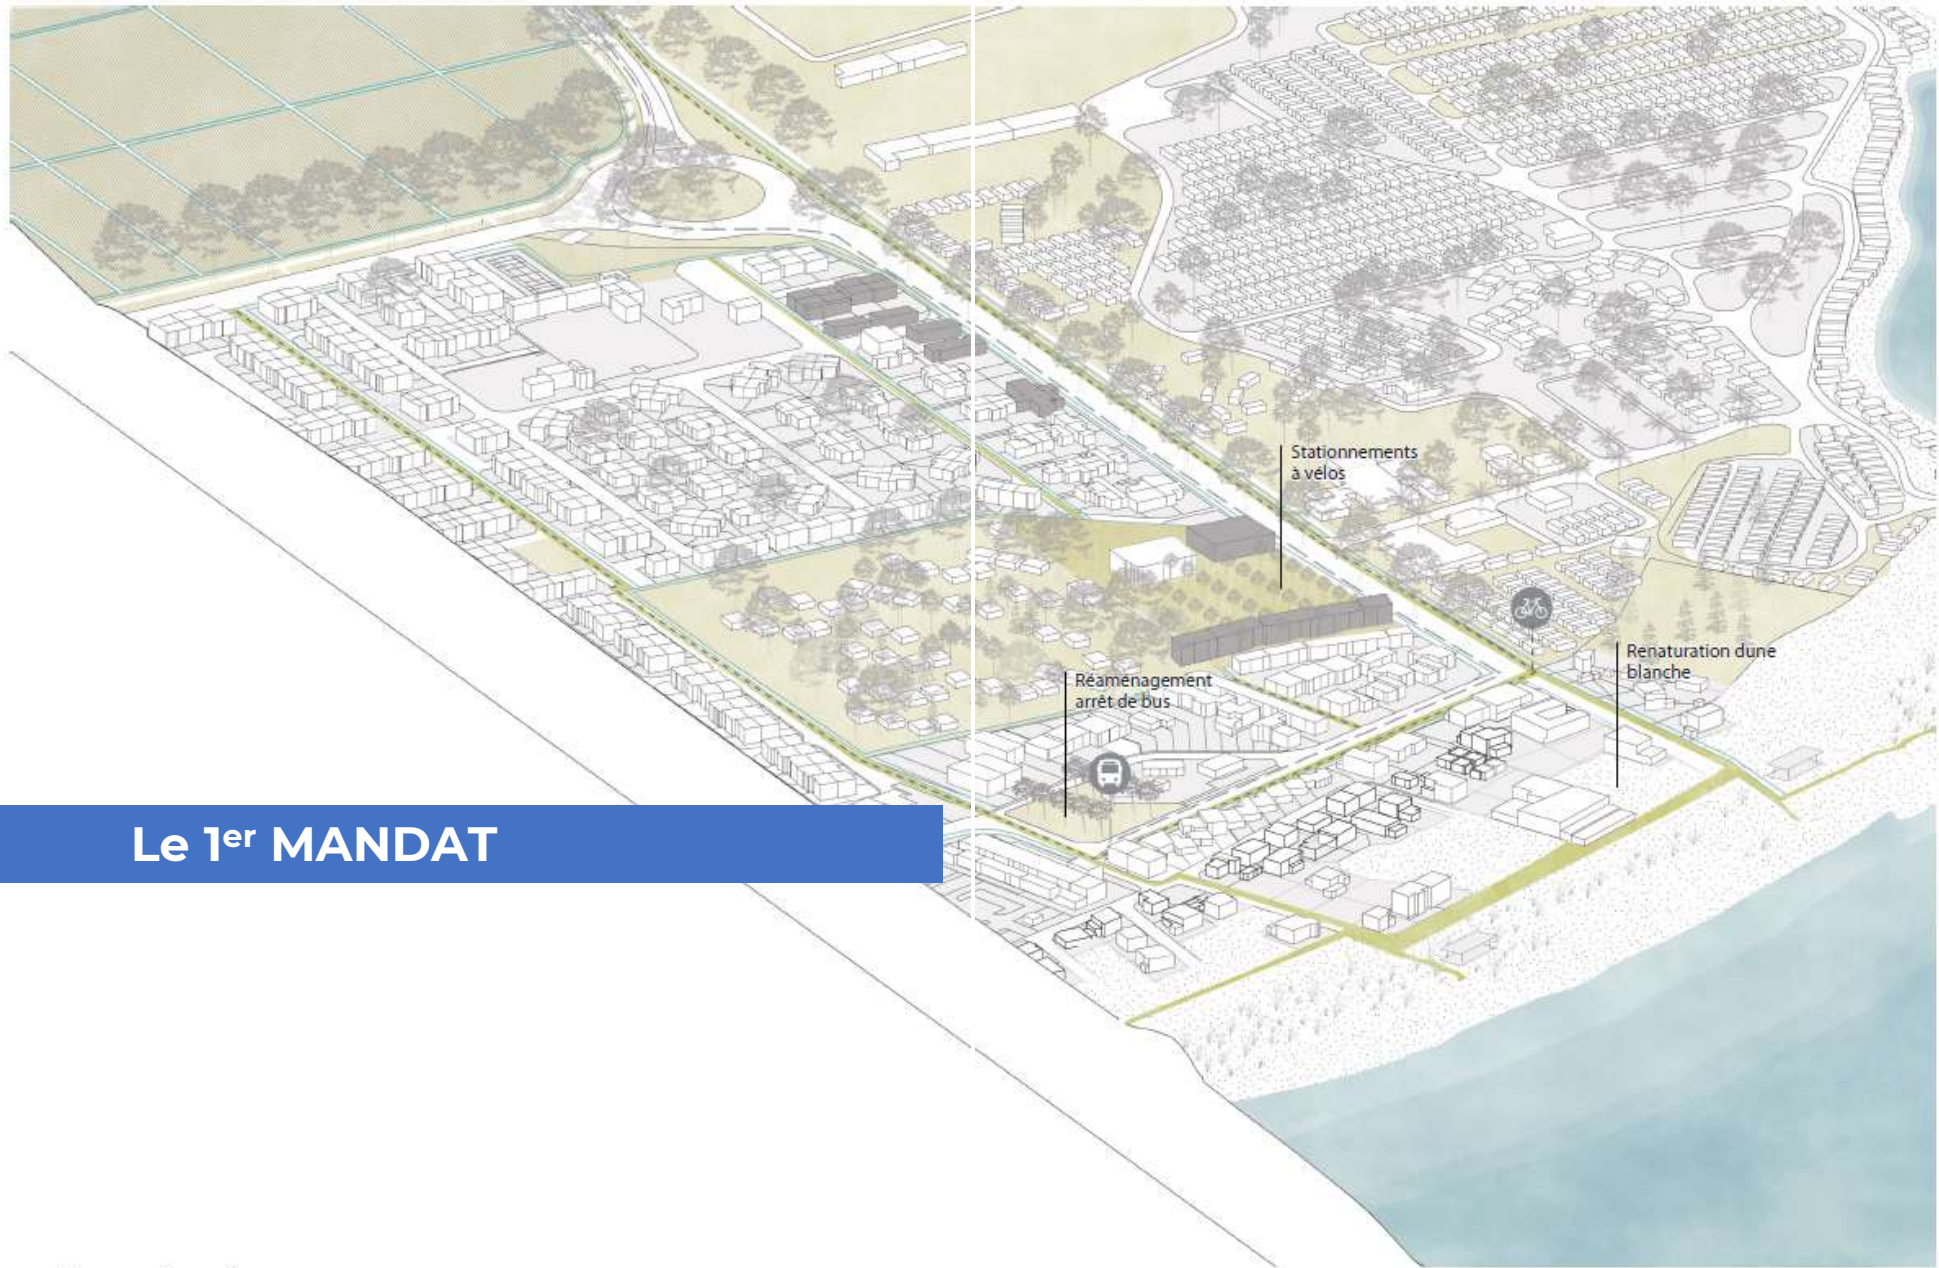 Stationnements
à vélos
Renaturation dune
blanche
Réaménagement
arrêt de bus
Le 1er MANDAT